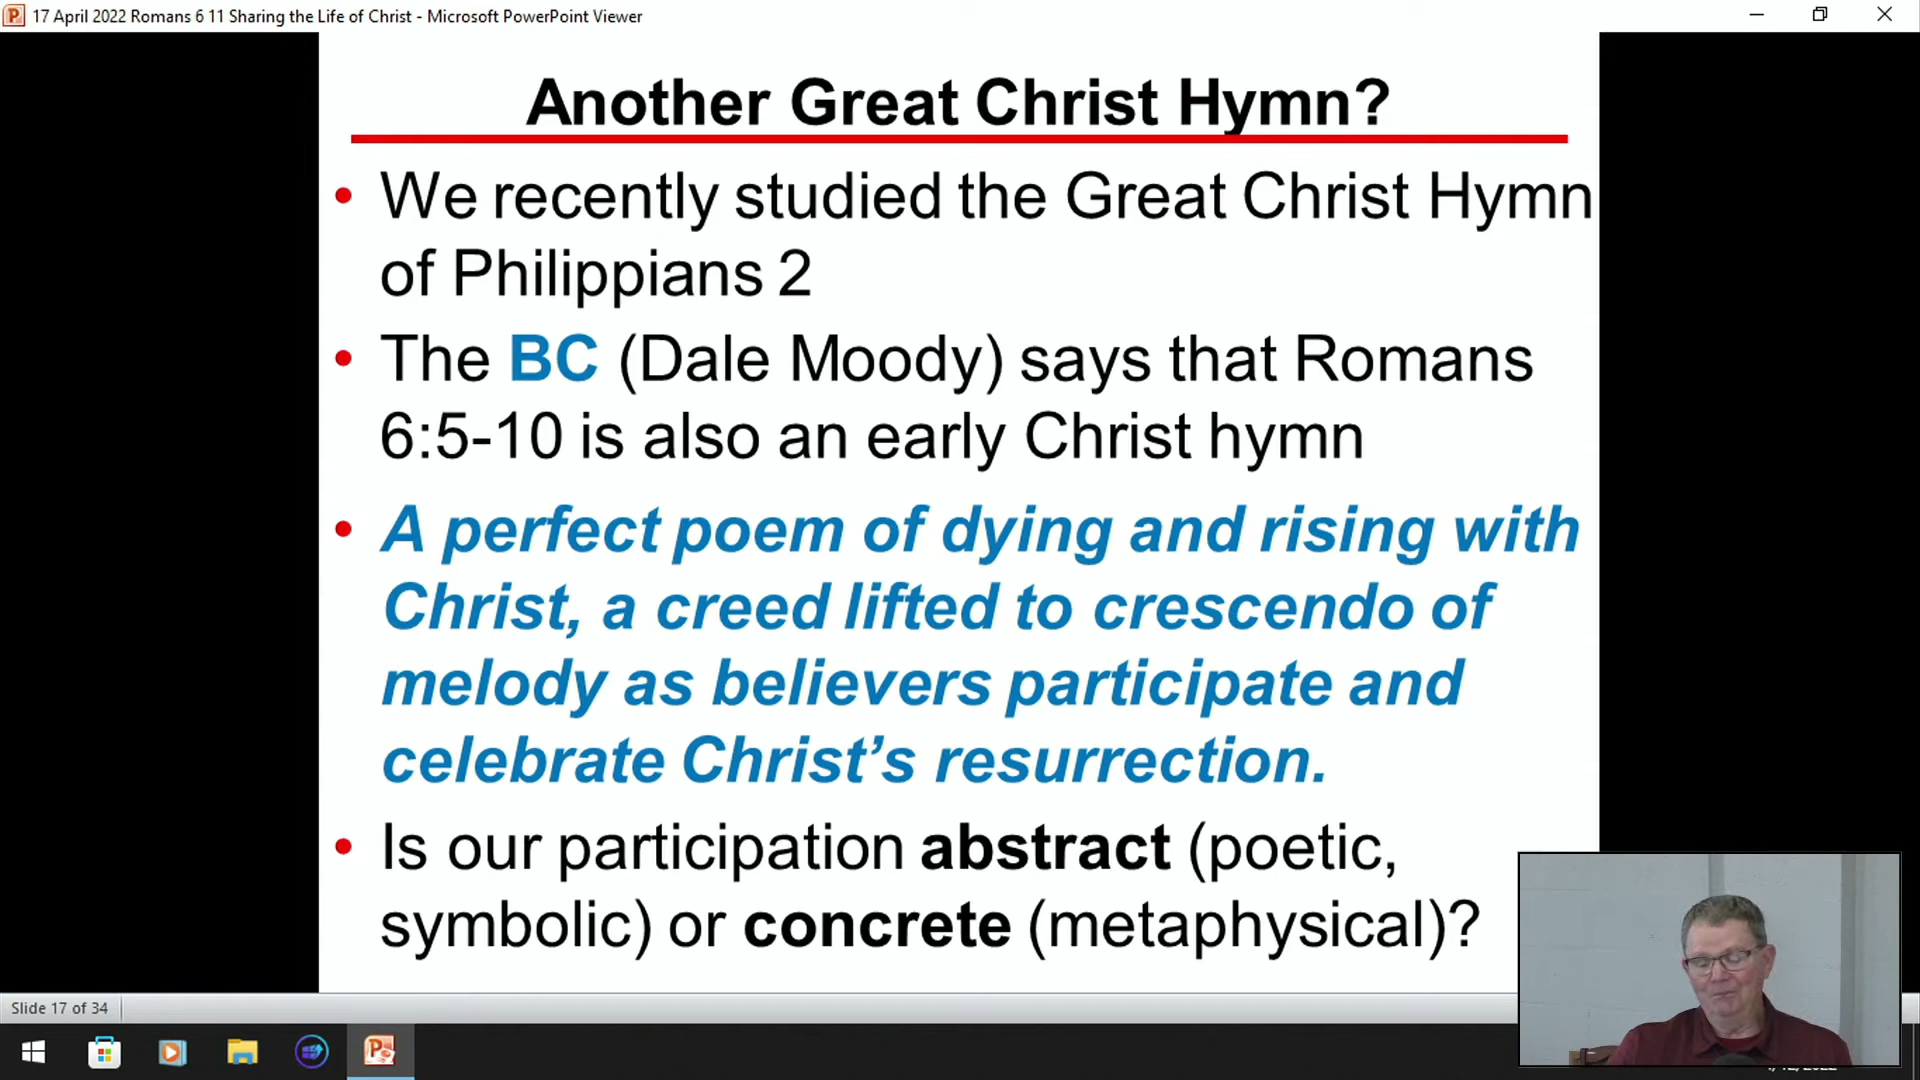 17 April 2022 Romans 6 11 Sharing the Life of Christ - Microsoft PowerPoint Viewer
Another Great Christ Hymn?
• We recently studied the Great Christ Hymn
of Philippians 2
• The BC (Dale Moody) says that Romans
6:5-10 is also an early Christ hymn
• A perfect poem of dying and rising with
Christ, a creed lifted to crescendo of
melody as believers participate and
celebrate Christ’s resurrection.
• Is our participation abstract (poetic,
symbolic) or concrete (metaphysical)?
Slide 17 of 34